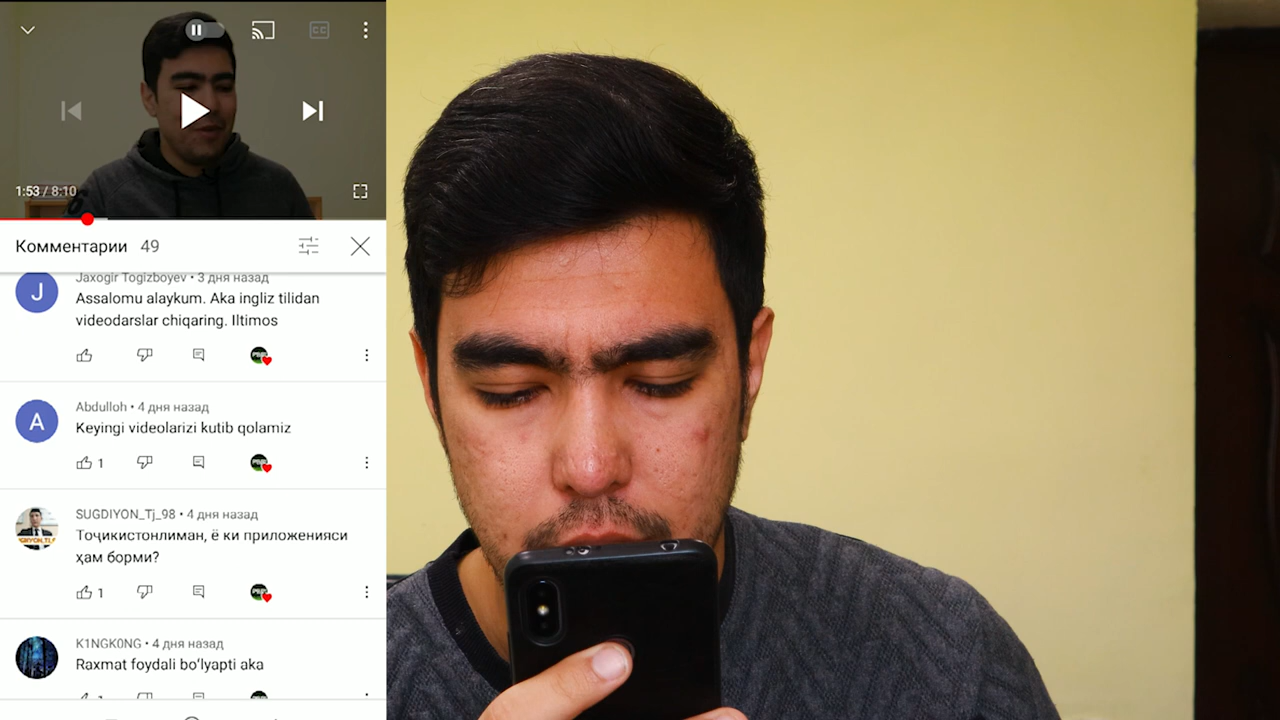 CC
1:53 / 8:10
Комментарии 49
Jaxogir Togizboyev • 3 дня назад
J
Assalomu alaykum. Aka ingliz tilidan
videodarslar chiqaring. Iltimos
Abdulloh • 4 дня назад
A
Keyingi videolarizi kutib qolamiz
1
SUGDIYON_Tj_98 • 4 дня назад
Тоҷикистонлиман, ё ки приложенияси
ҳам борми?
1
K1NGK0NG • 4 дня назад
Raxmat foydali bo‘lyapti aka